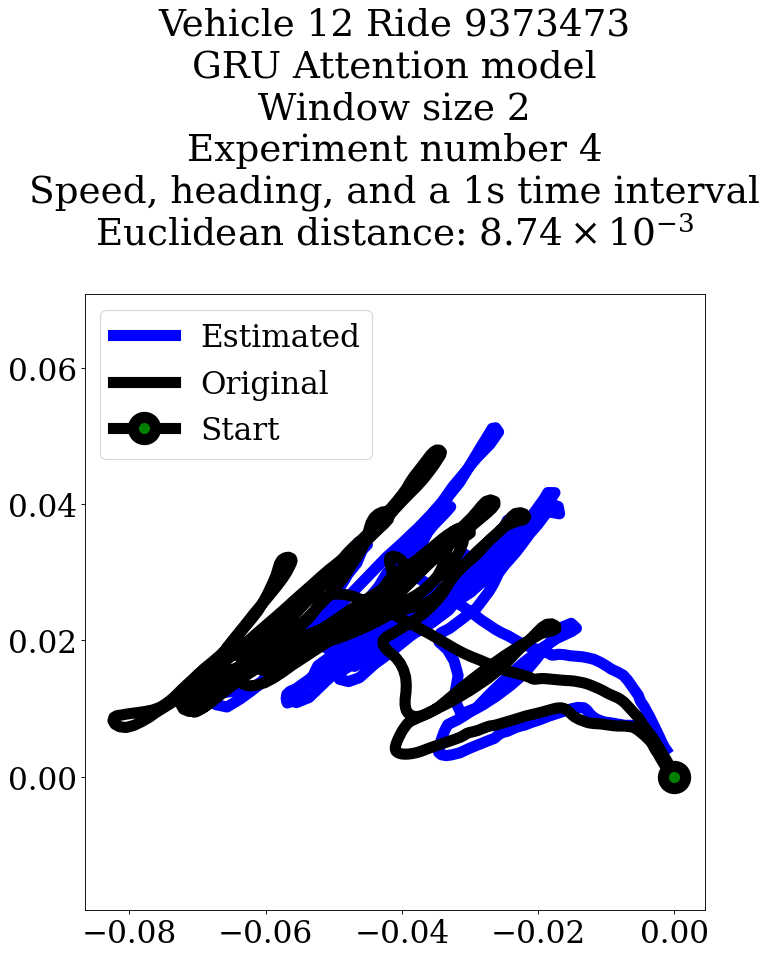 Vehicle 12 Ride 9373473
GRU Attention model
Window size 2
Experiment number 4
Speed, heading, and a 1s time interval
Euclidean distance: 8.74 × 10⁻³
Estimated
Original
Start
0.06
0.04
0.02
0.00
−0.08 −0.06 −0.04 −0.02 0.00